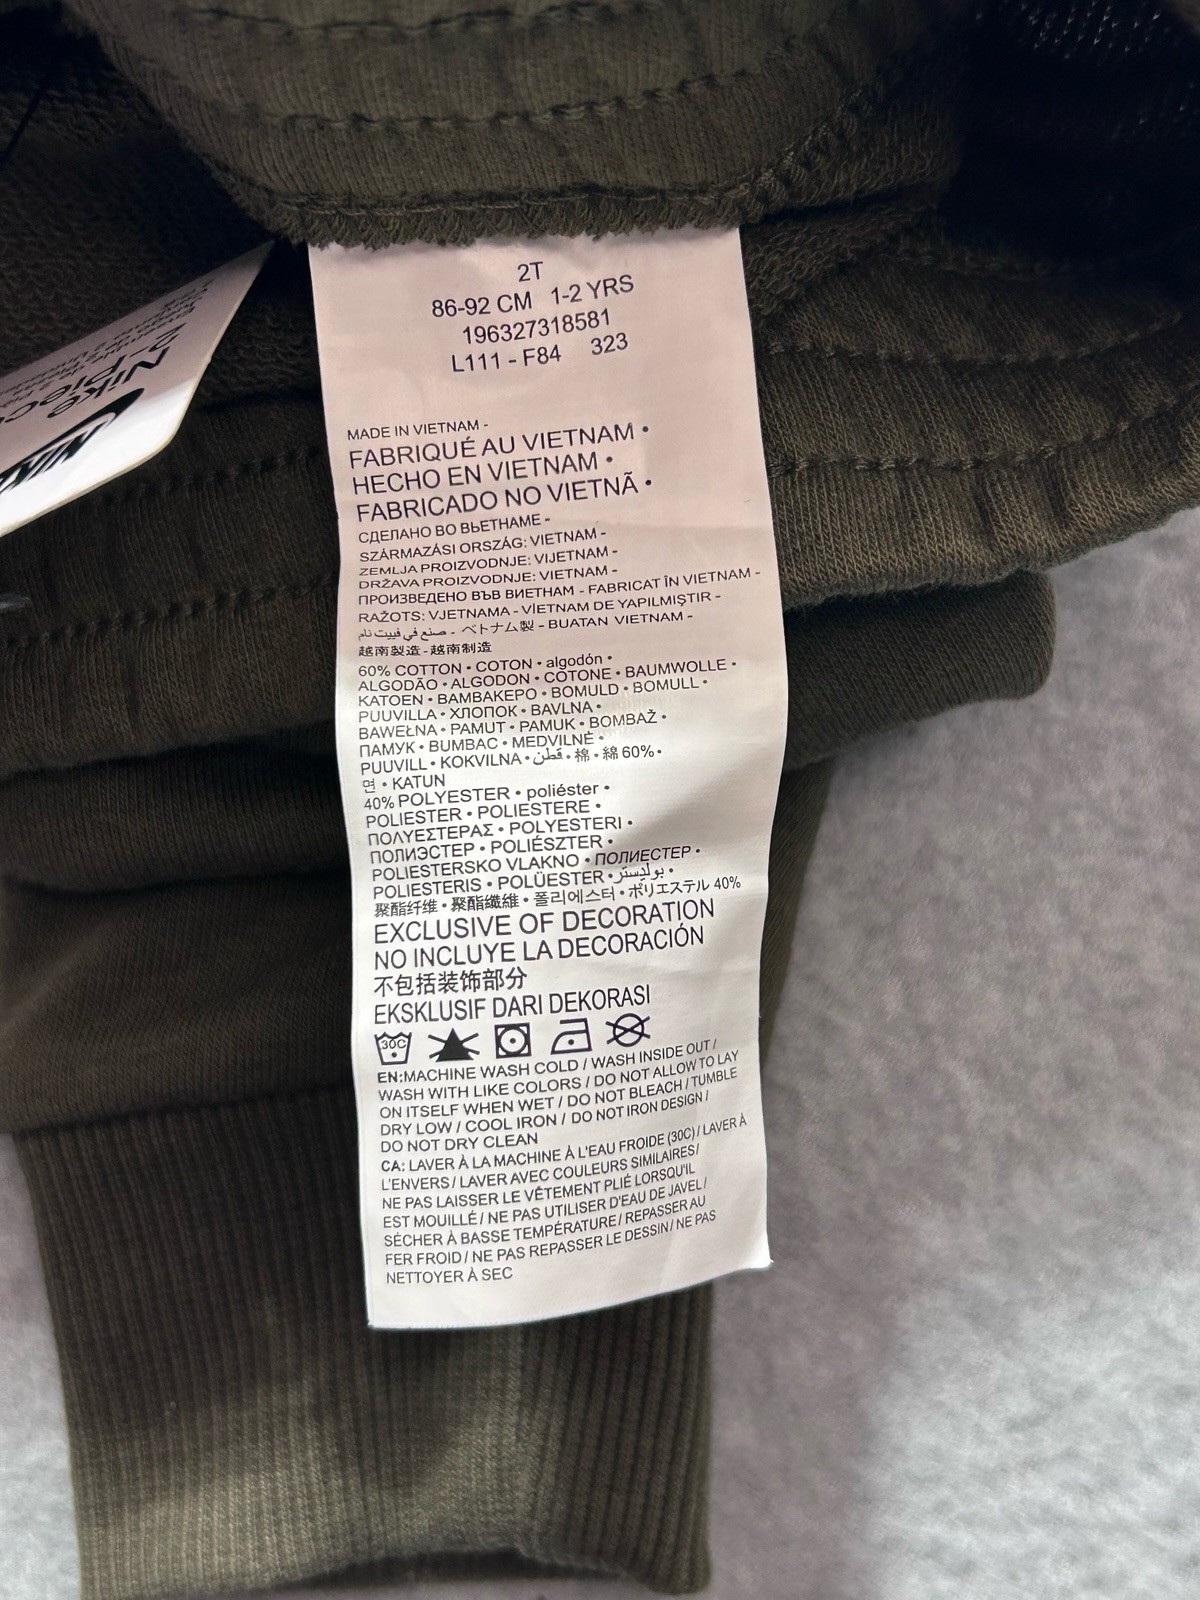 2T
86-92 CM 1-2 YRS
196327318581
L111 - F84 323
MADE IN VIETNAM -
FABRIQUÉ AU VIETNAM •
HECHO EN VIETNAM •
FABRICADO NO VIETNÃ •
СДЕЛАНО ВО ВЬЕТНАМЕ -
SZÁRMAZÁSI ORSZÁG: VIETNAM -
ZEMLJA PROIZVODNJE: VIJETNAM -
DRŽAVA PROIZVODNJE: VIETNAM -
ПРОИЗВЕДЕНО ВЪВ ВИЕТНАМ - FABRICAT ÎN VIETNAM -
RAŽOTS: VJETNAMA - VİETNAM DE YAPILMIŞTIR -
صنع في فييت نام - ベトナム製 - BUATAN VIETNAM -
越南製造 - 越南制造
60% COTTON • COTON • algodón •
ALGODÃO • ALGODON • COTONE • BAUMWOLLE •
KATOEN • ΒΑΜΒΑΚΕΡΟ • BOMULD • BOMULL •
PUUVILLA • ХЛОПОК • BAVLNA •
BAWEŁNA • PAMUT • PAMUK • BOMBAŽ •
ПАМУК • BUMBAC • MEDVILNĖ •
PUUVILL • KOKVILNA • قطن • 棉 • 綿 60% •
면 • KATUN
40% POLYESTER • poliéster •
POLIESTER • POLIESTERE •
ΠΟΛΥΕΣΤΕΡΑΣ • POLYESTERI •
ПОЛИЭСТЕР • POLIÉSZTER •
POLIESTERSKO VLAKNO • ПОЛИЕСТЕР •
POLIESTERIS • POLÜESTER • بوليستر •
聚酯纤维 • 聚酯纖維 • 폴리에스터 • ポリエステル 40%
EXCLUSIVE OF DECORATION
NO INCLUYE LA DECORACIÓN
不包括装饰部分
EKSKLUSIF DARI DEKORASI
30C
EN:MACHINE WASH COLD / WASH INSIDE OUT /
WASH WITH LIKE COLORS / DO NOT ALLOW TO LAY
ON ITSELF WHEN WET / DO NOT BLEACH / TUMBLE
DRY LOW / COOL IRON / DO NOT IRON DESIGN /
DO NOT DRY CLEAN
CA: LAVER À LA MACHINE À L'EAU FROIDE (30C) / LAVER À
L'ENVERS / LAVER AVEC COULEURS SIMILAIRES/
NE PAS LAISSER LE VÊTEMENT PLIÉ LORSQU'IL
EST MOUILLÉ / NE PAS UTILISER D'EAU DE JAVEL /
SÉCHER À BASSE TEMPÉRATURE / REPASSER AU
FER FROID / NE PAS REPASSER LE DESSIN / NE PAS
NETTOYER À SEC
Nike